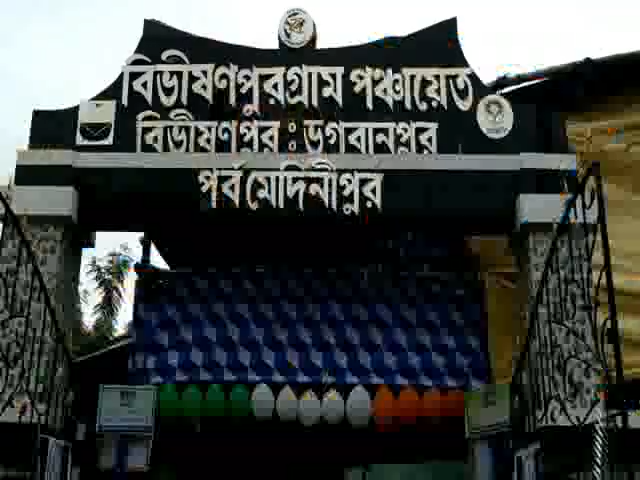 বিভীষণপুর গ্রাম পঞ্চায়েত
বিভীষণপুর : ভগবানপুর
পূর্ব মেদিনীপুর